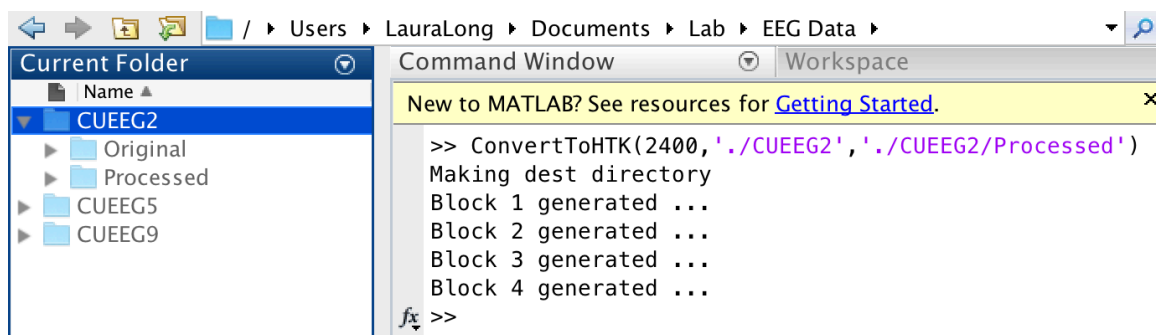 / Users LauraLong Documents Lab EEG Data
Current Folder
Name
CUEEG2
Original
Processed
CUEEG5
CUEEG9
Command Window
Workspace
New to MATLAB? See resources for Getting Started.
>> ConvertToHTK(2400,'./CUEEG2','./CUEEG2/Processed')
Making dest directory
Block 1 generated ...
Block 2 generated ...
Block 3 generated ...
Block 4 generated ...
fx >>